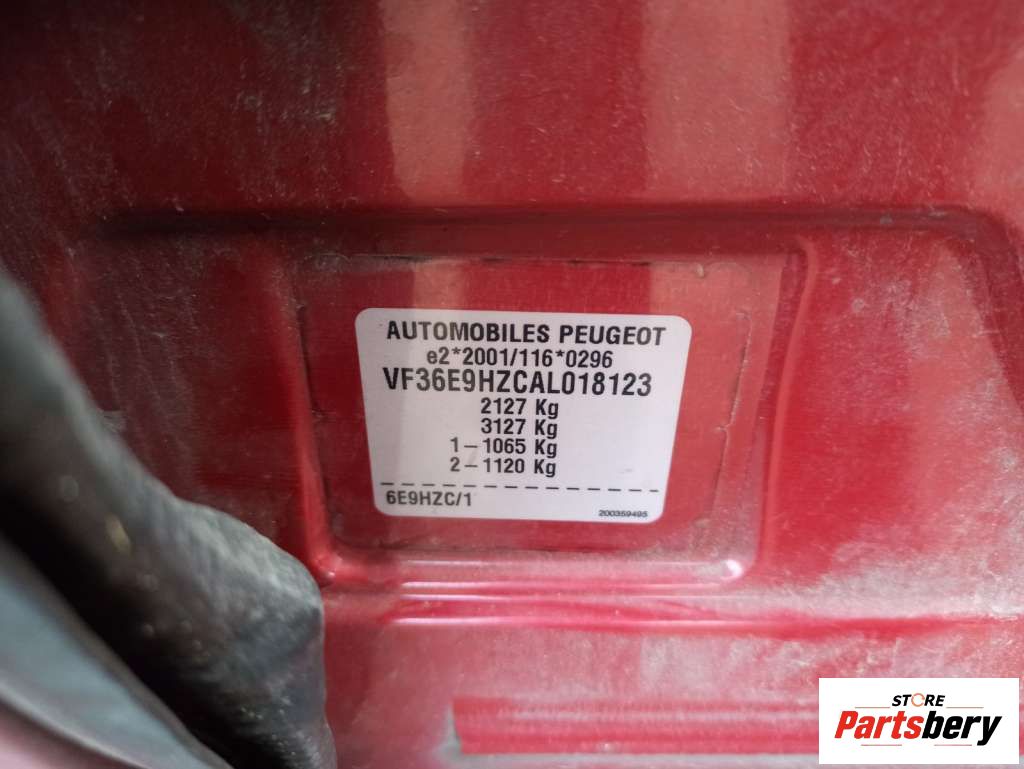 AUTOMOBILES PEUGEOT
e2*2001/116*0296
VF36E9HZCAL018123
2127 Kg
3127 Kg
1 – 1065 Kg
2 – 1120 Kg
6E9HZC/1
200359495
STORE
Partsbery